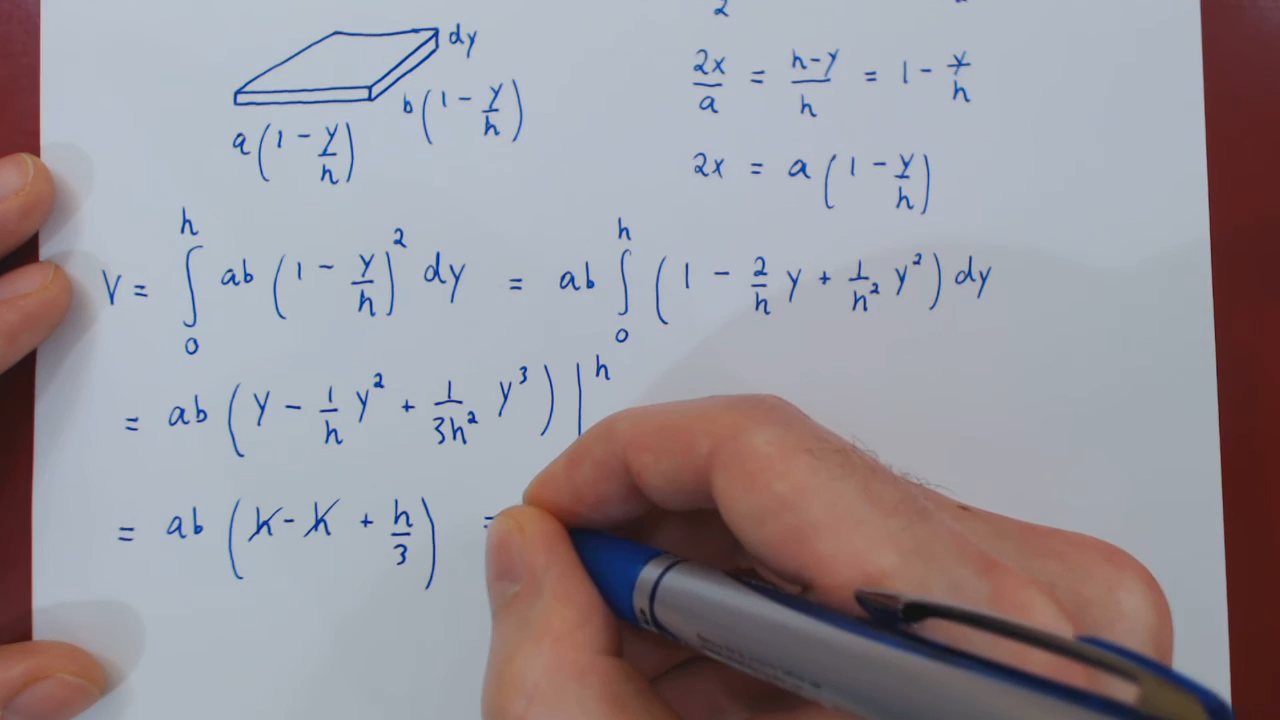 2
dy
2x/a = h-y/h = 1 - y/h
b(1 - y/h)
a(1 - y/h)
2x = a(1 - y/h)
V = ∫₀ʰ ab(1 - y/h)² dy = ab ∫₀ʰ (1 - 2/h y + 1/h² y²) dy
= ab(y - 1/h y² + 1/3h² y³)|ʰ
= ab(h - h + h/3) =